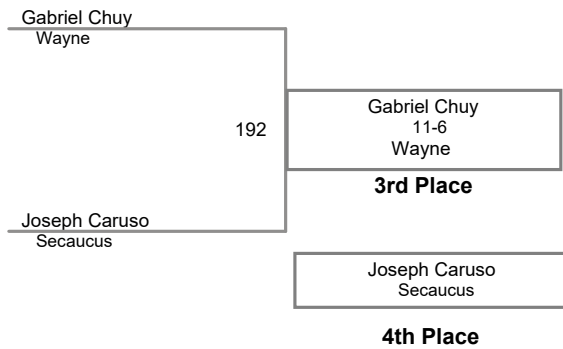 Gabriel Chuy
Wayne
192
Gabriel Chuy
11-6
Wayne
3rd Place
Joseph Caruso
Secaucus
Joseph Caruso
Secaucus
4th Place